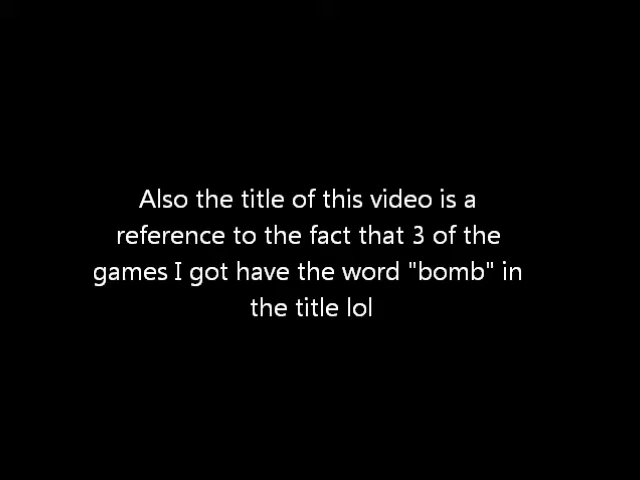 Also the title of this video is a
reference to the fact that 3 of the
games I got have the word "bomb" in
the title lol